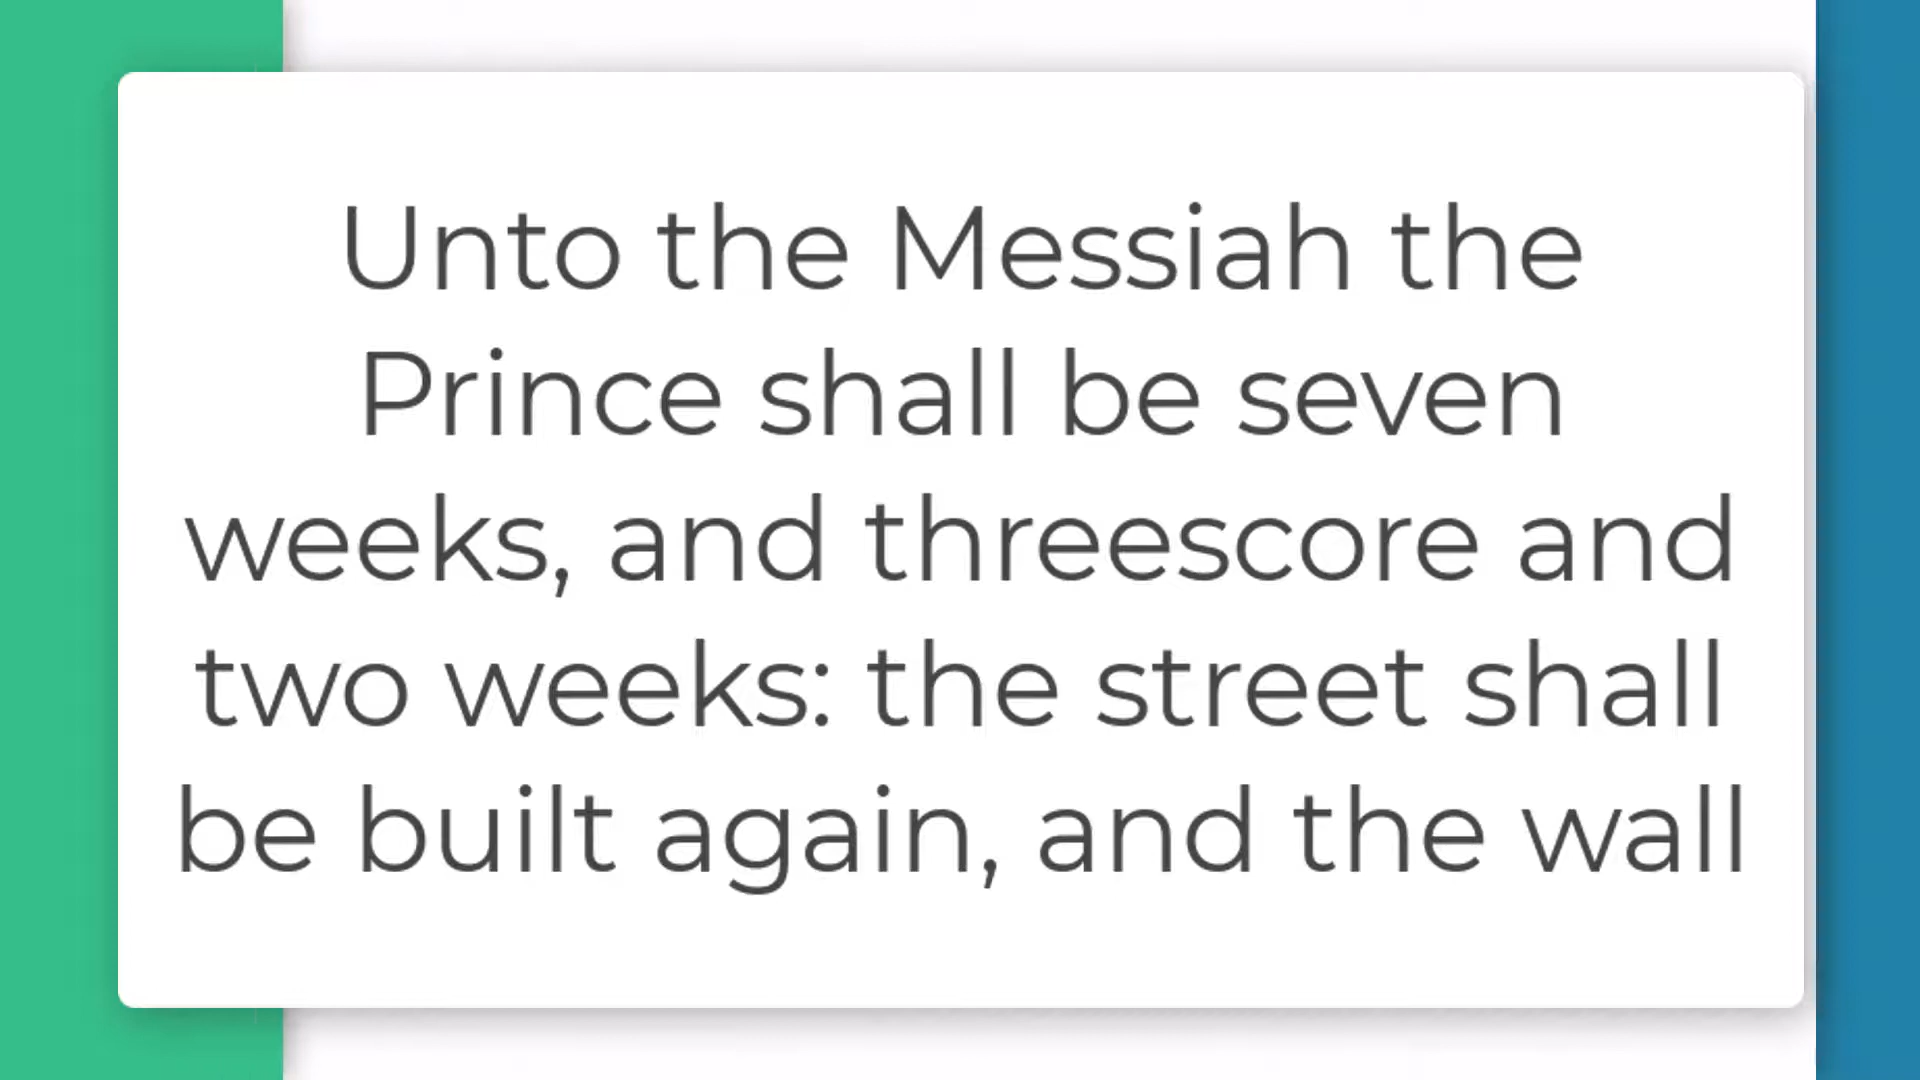 Unto the Messiah the
Prince shall be seven
weeks, and threescore and
two weeks: the street shall
be built again, and the wall